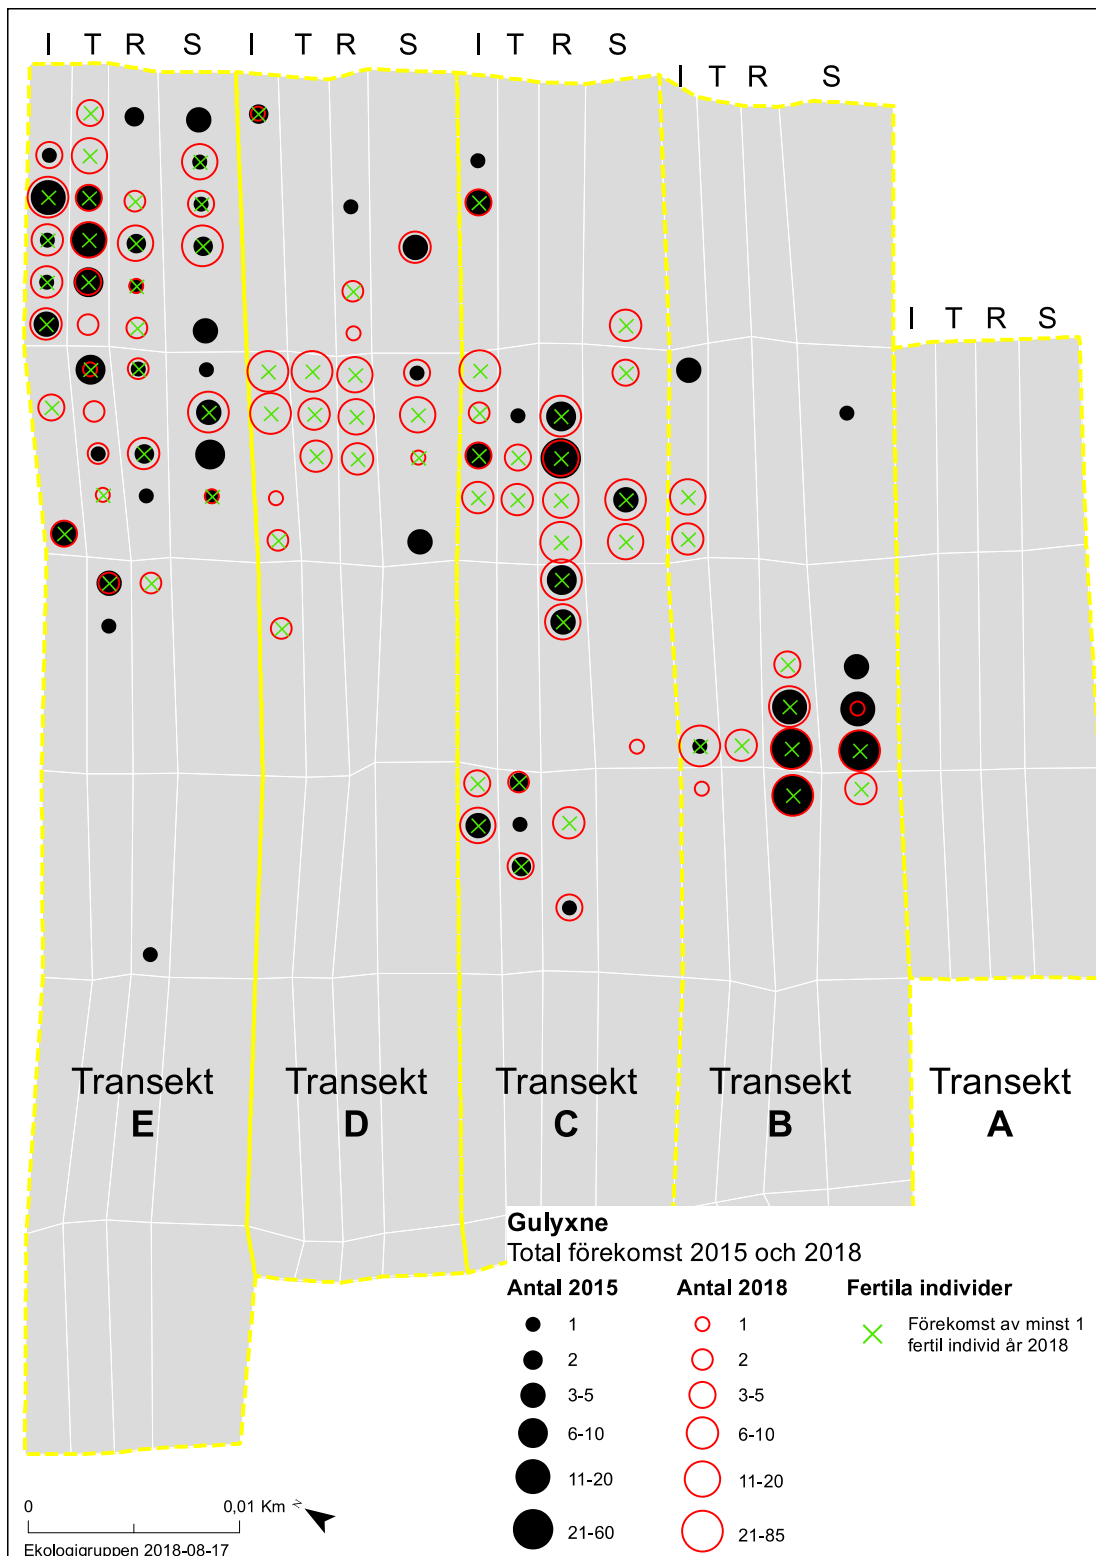 I T R S I T R S I T R S
I T R S
I T R S
Transekt Transekt Transekt Transekt Transekt
E D C B A
Gulyxne
Total förekomst 2015 och 2018
Antal 2015 Antal 2018 Fertila individer
1 1 Förekomst av minst 1
fertil individ år 2018
2 2
3-5 3-5
6-10 6-10
11-20 11-20
21-60 21-85
0 0,01 Km N
Ekologigruppen 2018-08-17